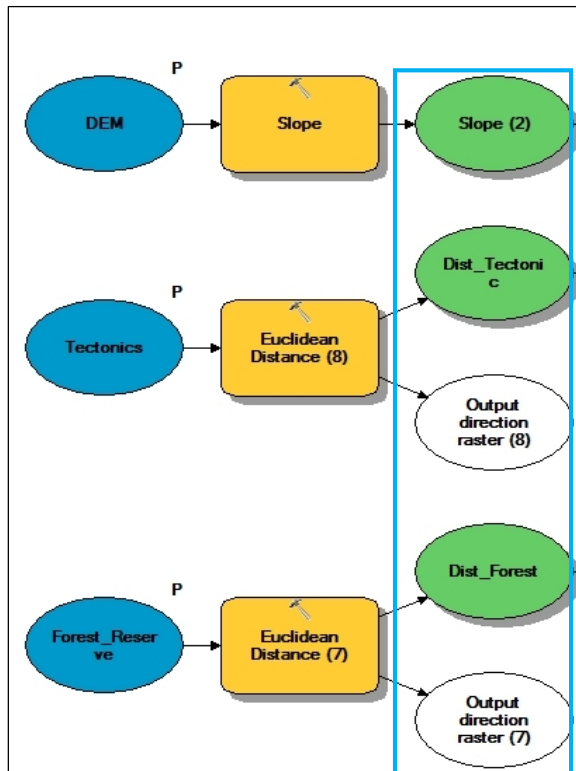 P
DEM
Slope
Slope (2)
P
Tectonics
Euclidean
Distance (8)
Dist_Tectoni
c
Output
direction
raster (8)
P
Forest_Reser
ve
Euclidean
Distance (7)
Dist_Forest
Output
direction
raster (7)